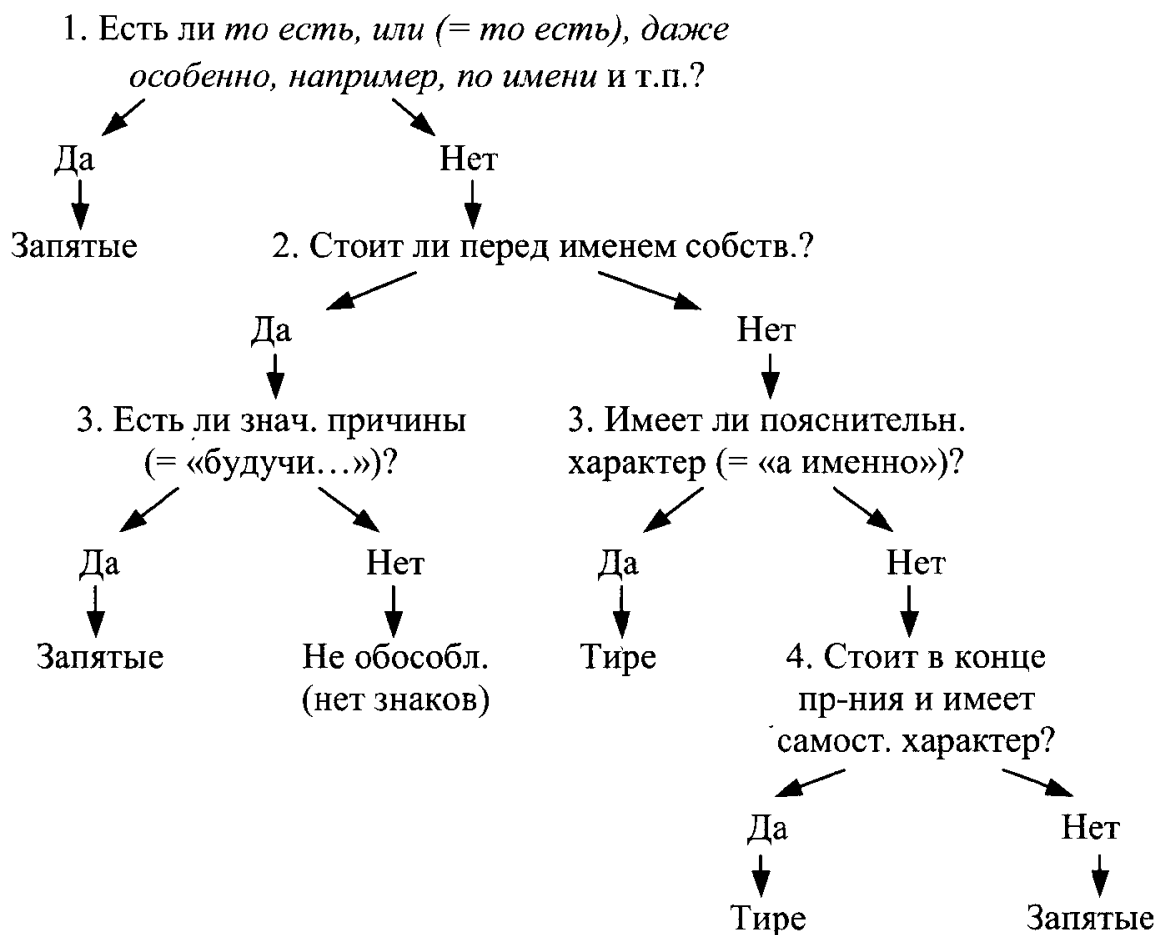 1. Есть ли то есть, или (= то есть), даже
особенно, например, по имени и т.п.?
Да
Нет
Запятые
2. Стоит ли перед именем собств.?
Да
Нет
3. Есть ли знач. причины
(= «будучи…»)?
3. Имеет ли пояснительн.
характер (= «а именно»)?
Да
Нет
Да
Нет
Запятые
Не обособл.
(нет знаков)
Тире
4. Стоит в конце
пр-ния и имеет
самост. характер?
Да
Нет
Тире
Запятые